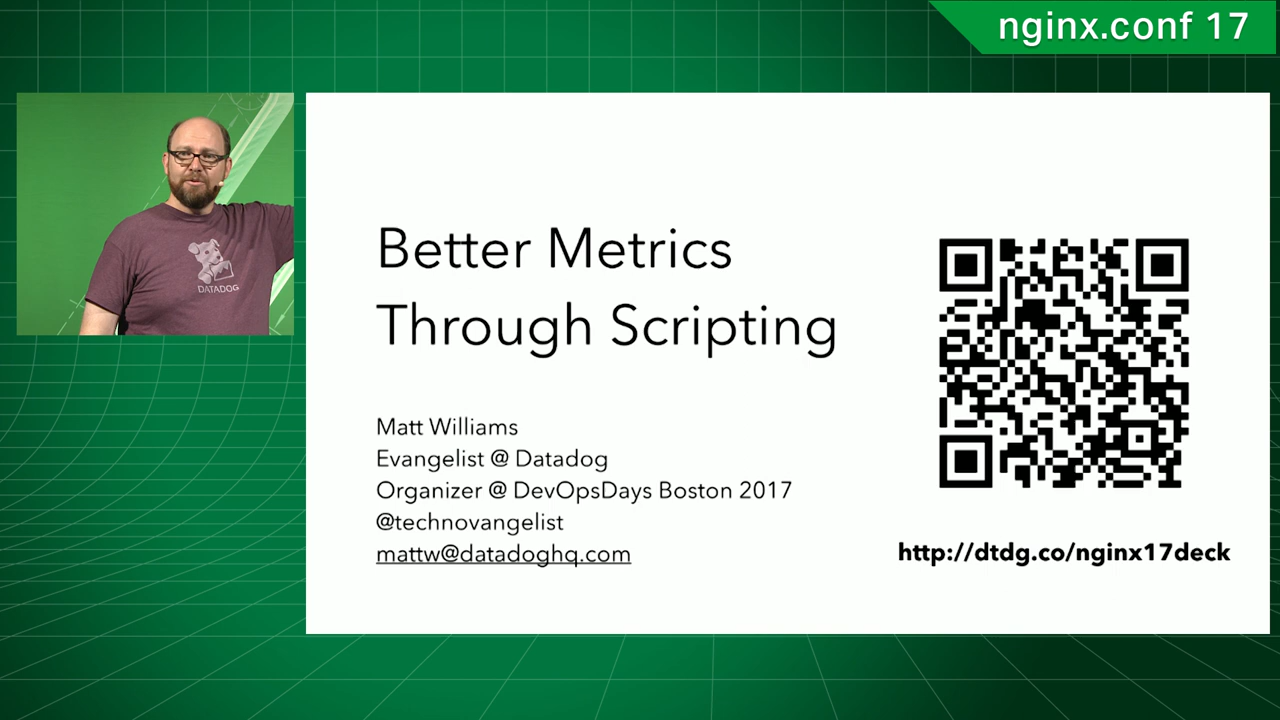 nginx.conf 17
DATADOG
Better Metrics
Through Scripting
Matt Williams
Evangelist @ Datadog
Organizer @ DevOpsDays Boston 2017
@technovangelist
mattw@datadoghq.com
http://dtdg.co/nginx17deck